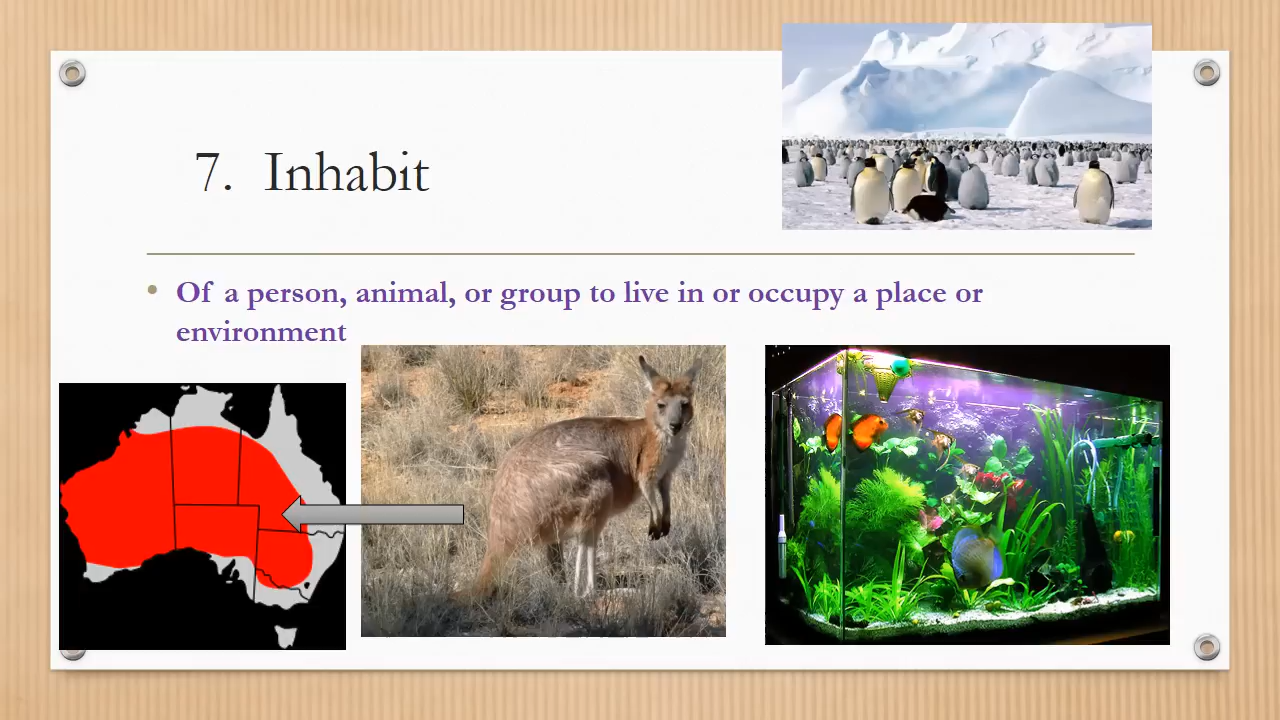 7. Inhabit
• Of a person, animal, or group to live in or occupy a place or
environment